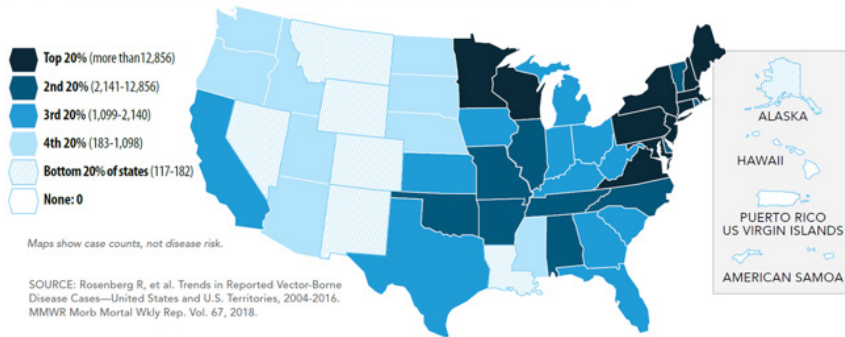 Top 20% (more than12,856)
2nd 20% (2,141-12,856)
3rd 20% (1,099-2,140)
4th 20% (183-1,098)
Bottom 20% of states (117-182)
None: 0
Maps show case counts, not disease risk.
SOURCE: Rosenberg R, et al. Trends in Reported Vector-Borne
Disease Cases—United States and U.S. Territories, 2004-2016.
MMWR Morb Mortal Wkly Rep. Vol. 67, 2018.
ALASKA
HAWAII
PUERTO RICO
US VIRGIN ISLANDS
AMERICAN SAMOA